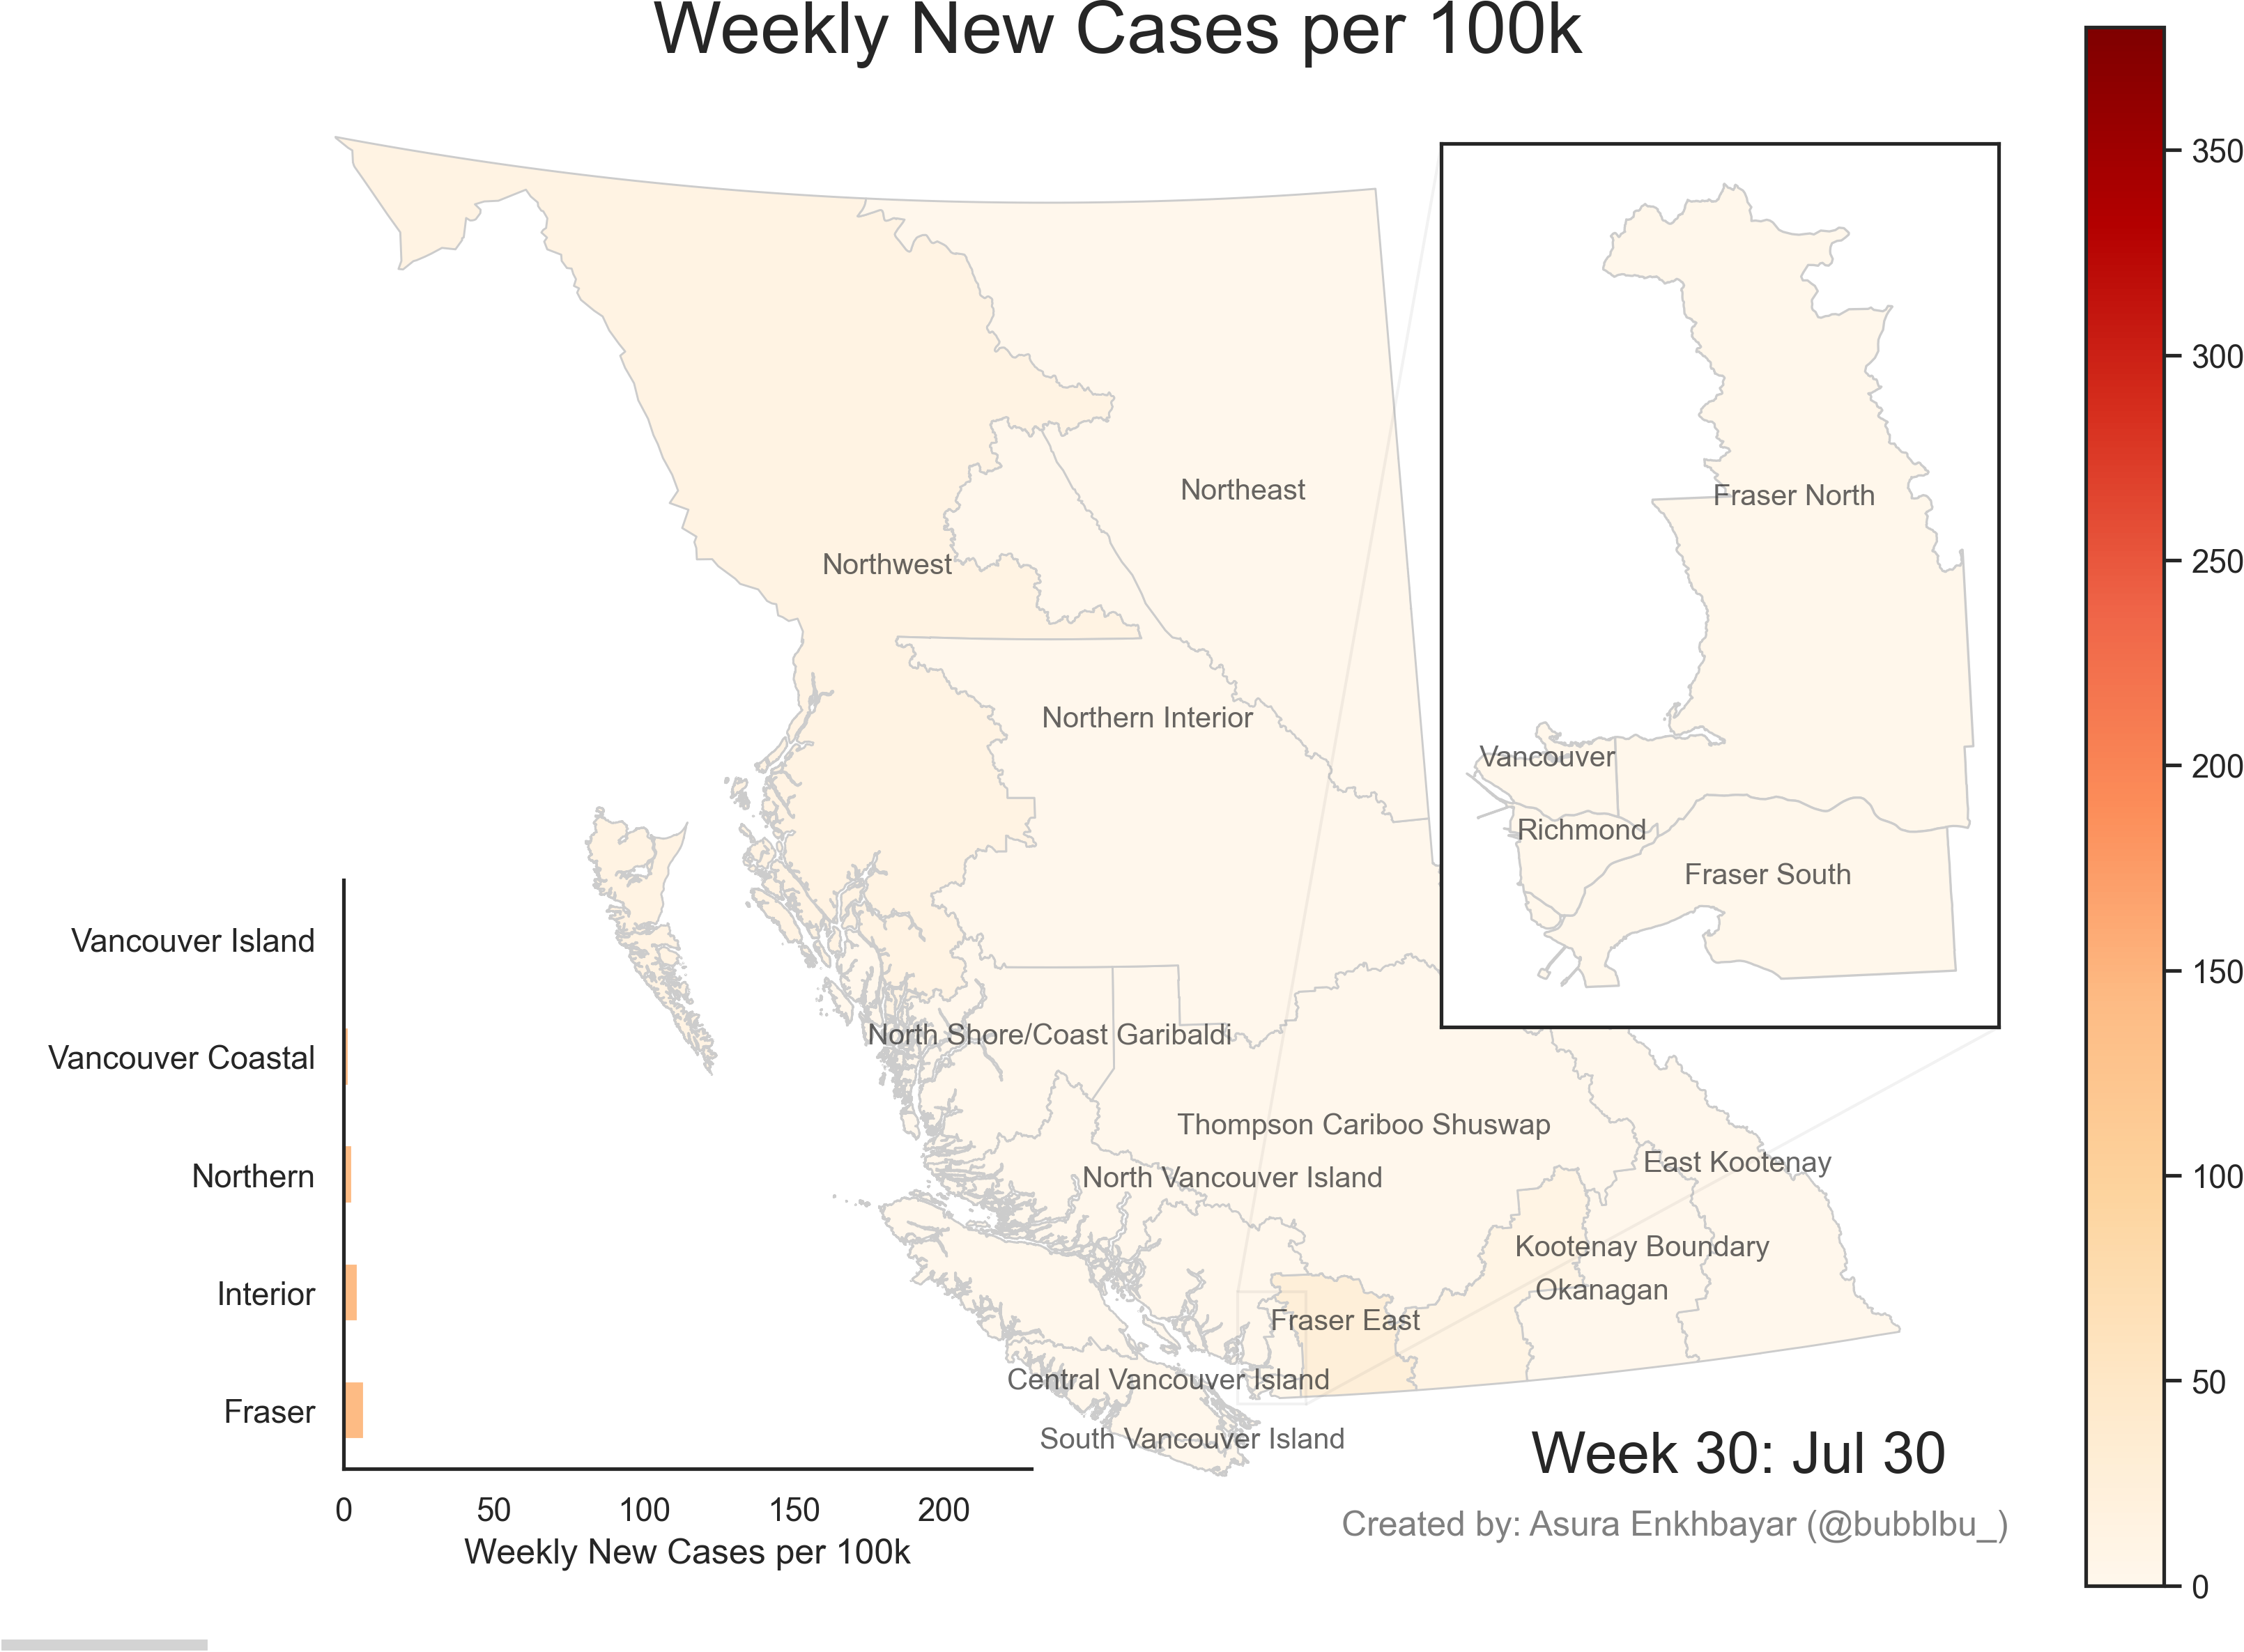 Weekly New Cases per 100k
350
300
250
200
150
100
50
0
Northeast
Northwest
Northern Interior
North Shore/Coast Garibaldi
Thompson Cariboo Shuswap
North Vancouver Island
East Kootenay
Kootenay Boundary
Okanagan
Fraser East
Central Vancouver Island
South Vancouver Island
Fraser North
Vancouver
Richmond
Fraser South
Vancouver Island
Vancouver Coastal
Northern
Interior
Fraser
0 50 100 150 200
Weekly New Cases per 100k
Week 30: Jul 30
Created by: Asura Enkhbayar (@bubblbu_)